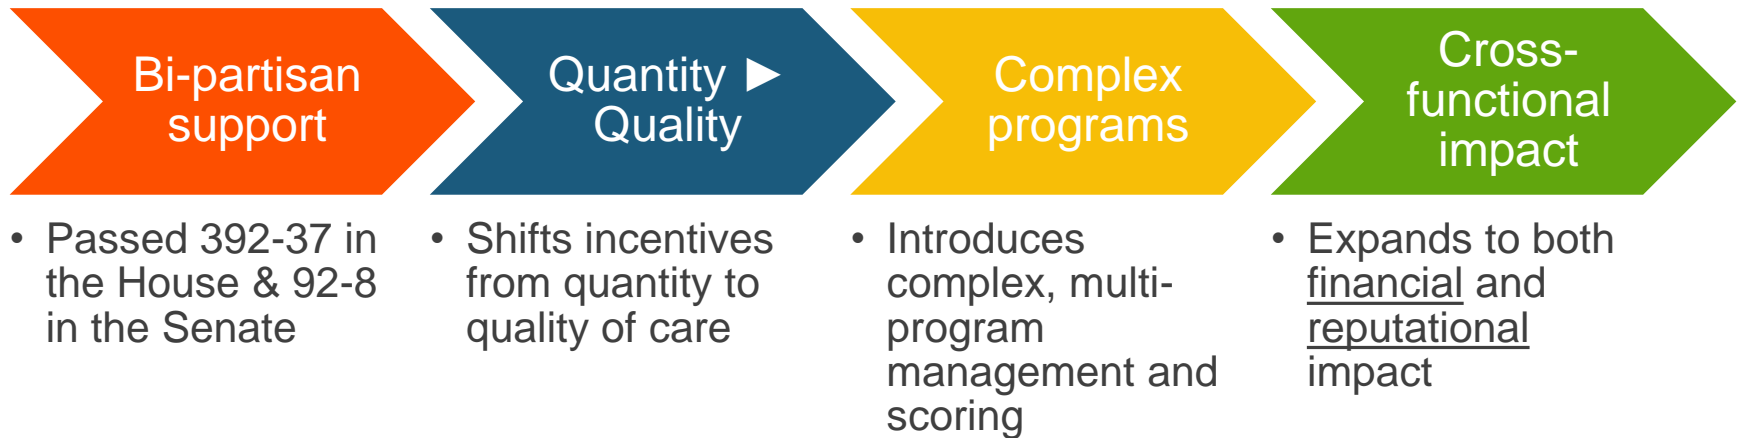 Bi-partisan
support
Quantity ►
Quality
Complex
programs
Cross-
functional
impact
• Passed 392-37 in
the House & 92-8
in the Senate
• Shifts incentives
from quantity to
quality of care
• Introduces
complex, multi-
program
management and
scoring
• Expands to both
financial and
reputational
impact